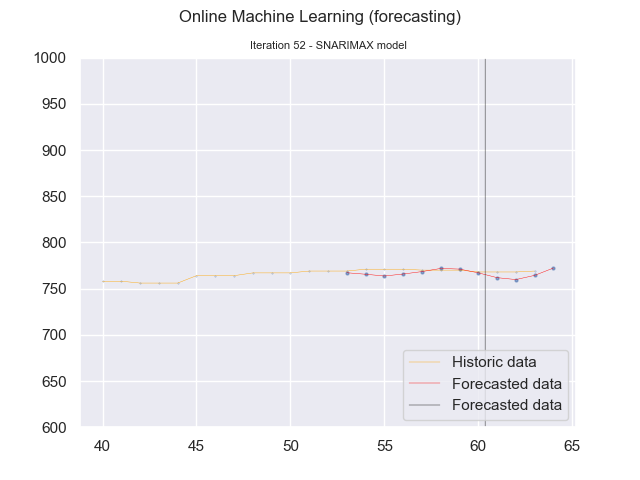 Online Machine Learning (forecasting)
Iteration 52 - SNARIMAX model
1000
950
900
850
800
750
700
650
600
40 45 50 55 60 65
Historic data
Forecasted data
Forecasted data